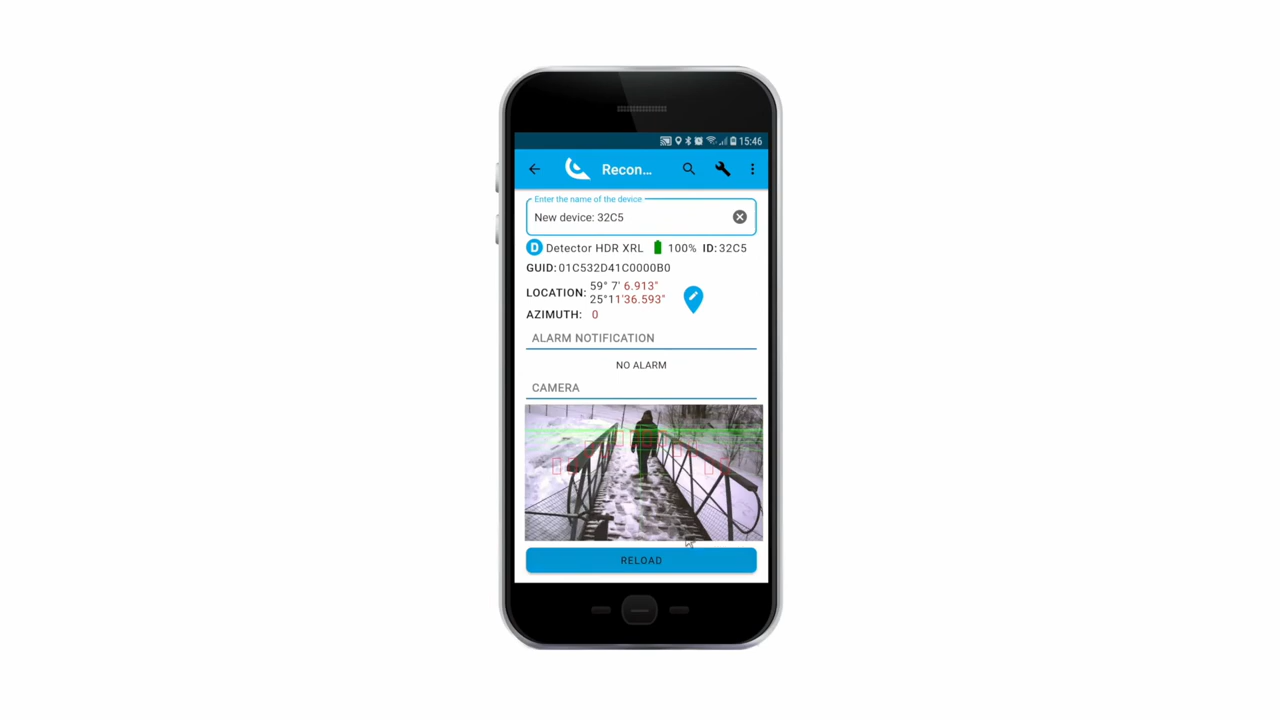 15:46
Recon...
Enter the name of the device
New device: 32C5
D Detector HDR XRL 100% ID: 32C5
GUID: 01C532D41C0000B0
LOCATION: 59° 7' 6.913"
25°11'36.593"
AZIMUTH: 0
ALARM NOTIFICATION
NO ALARM
CAMERA
RELOAD